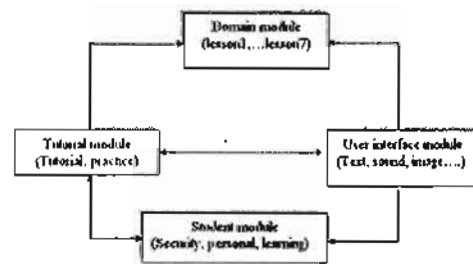 Domain module
(lesson1,…lesson7)
Tutorial module
(Tutorial, practice)
User interface module
(Text, sound, image,…)
Student module
(Security, personal, learning)